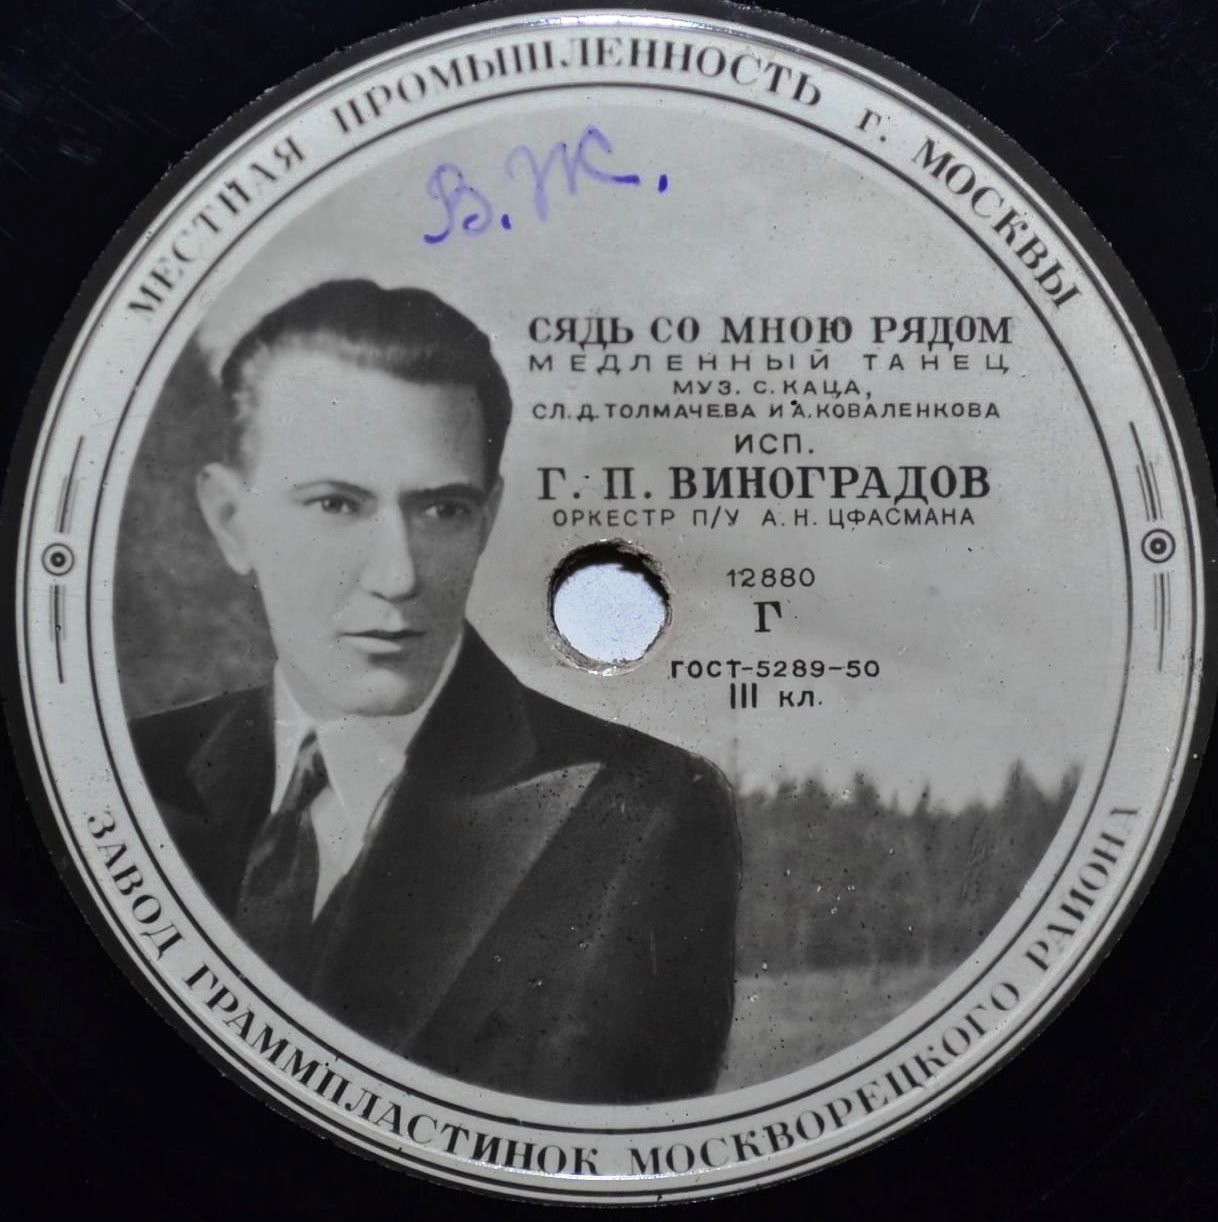 МЕСТНАЯ ПРОМЫШЛЕННОСТЬ Г. МОСКВЫ
В.Ж.
СЯДЬ СО МНОЮ РЯДОМ
МЕДЛЕННЫЙ ТАНЕЦ
МУЗ. С. КАЦА,
СЛ. Д. ТОЛМАЧЕВА И А. КОВАЛЕНКОВА
ИСП.
Г. П. ВИНОГРАДОВ
ОРКЕСТР П/У А. Н. ЦФАСМАНА
12880
Г
ГОСТ-5289-50
III КЛ.
ЗАВОД ГРАММПЛАСТИНОК МОСКВОРЕЦКОГО РАЙОНА